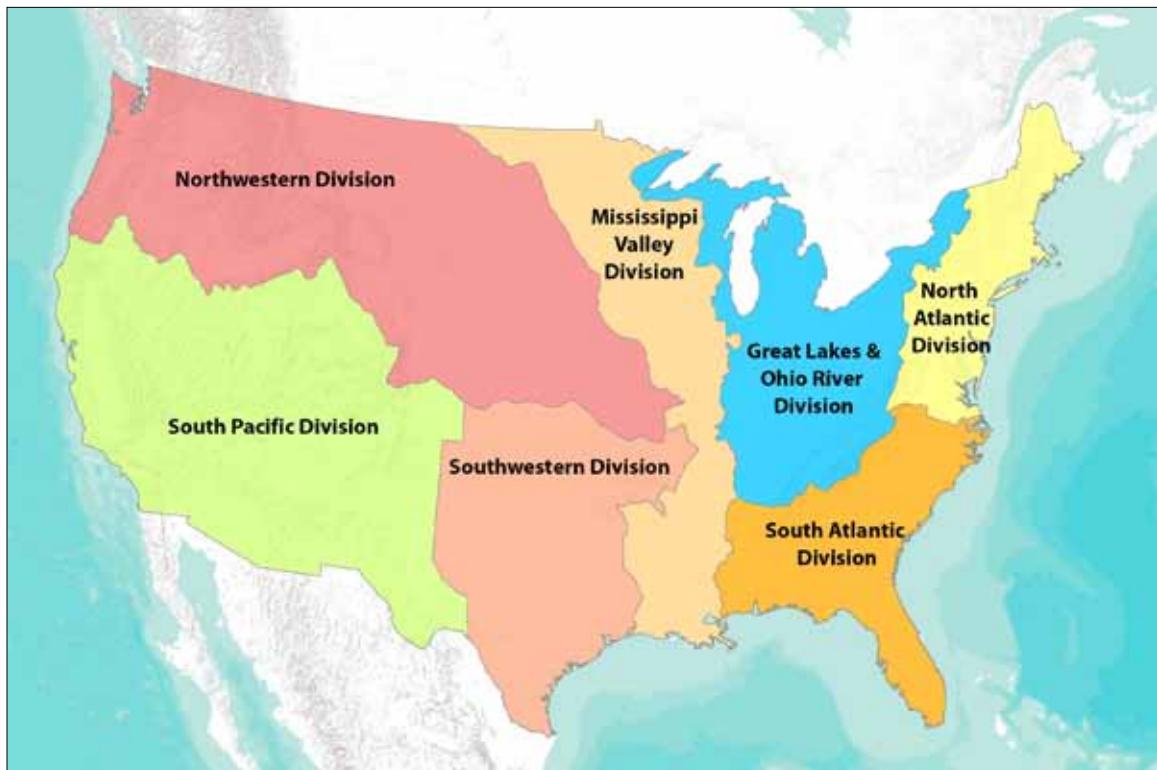 Northwestern Division
Mississippi
Valley
Division
North
Atlantic
Division
Great Lakes &
Ohio River
Division
South Pacific Division
Southwestern Division
South Atlantic
Division